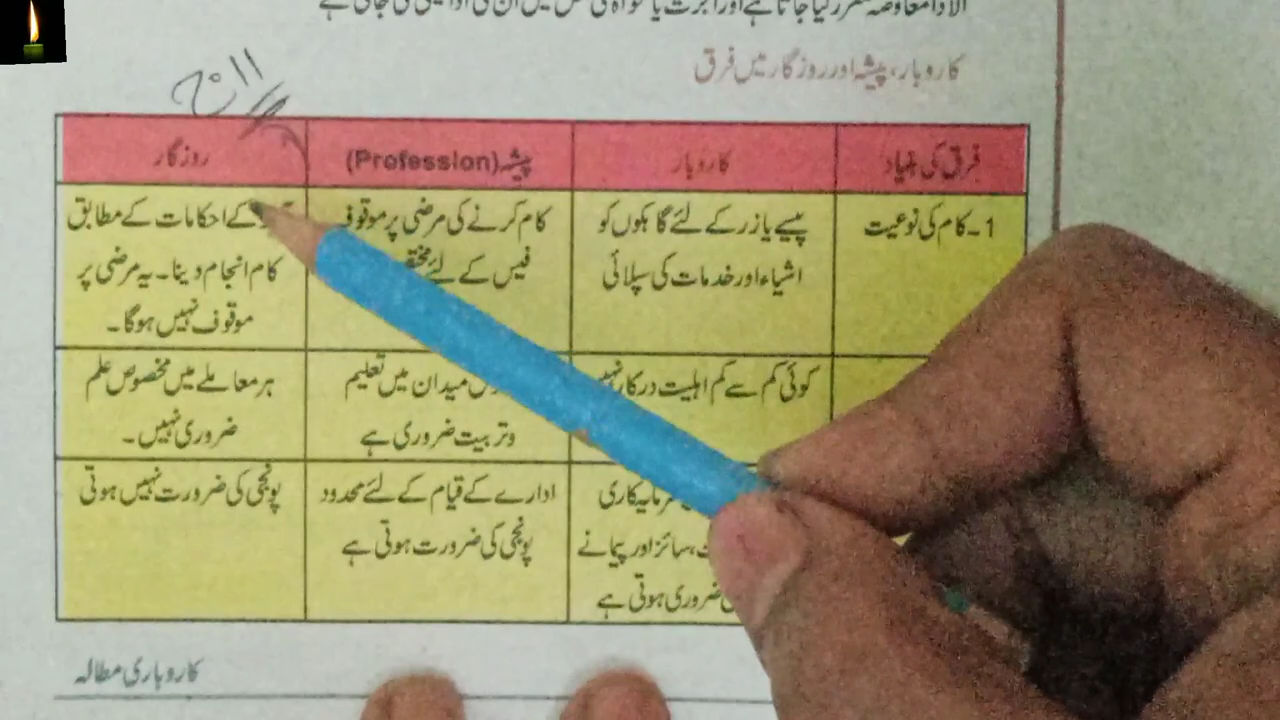 کاروبار، پیشہ اور روزگار میں فرق
فرق کی بنیاد
کاروبار
پیشہ (Profession)
روزگار
1۔ کام کی نوعیت
پیسے یا زر کے لئے گاہکوں کو
اشیاء اور خدمات کی سپلائی
کام کرنے کی مرضی پر موقوف
فیس کے لئے
کے احکامات کے مطابق
کام انجام دینا۔ یہ مرضی پر
موقوف نہیں ہوگا۔
کوئی کم سے کم اہلیت درکار نہیں
میدان میں تعلیم
وتربیت ضروری ہے
ہر معاملے میں مخصوص علم
ضروری نہیں۔
سائز اور پیمانے
ضروری ہوتی ہے
ادارے کے قیام کے لئے محدود
پونجی کی ضرورت ہوتی ہے
پونجی کی ضرورت نہیں ہوتی
کاروباری مطالعہ